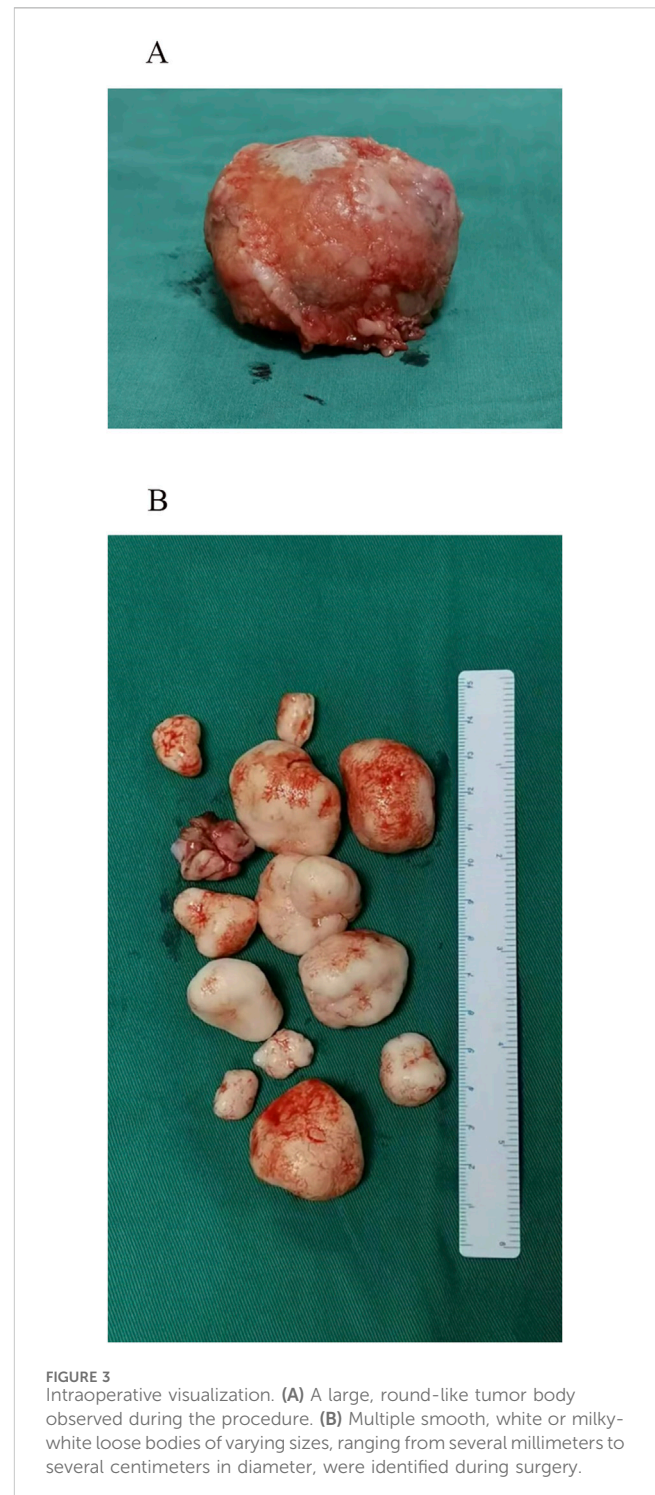 A
B
FIGURE 3
Intraoperative visualization. (A) A large, round-like tumor body
observed during the procedure. (B) Multiple smooth, white or milky-
white loose bodies of varying sizes, ranging from several millimeters to
several centimeters in diameter, were identified during surgery.